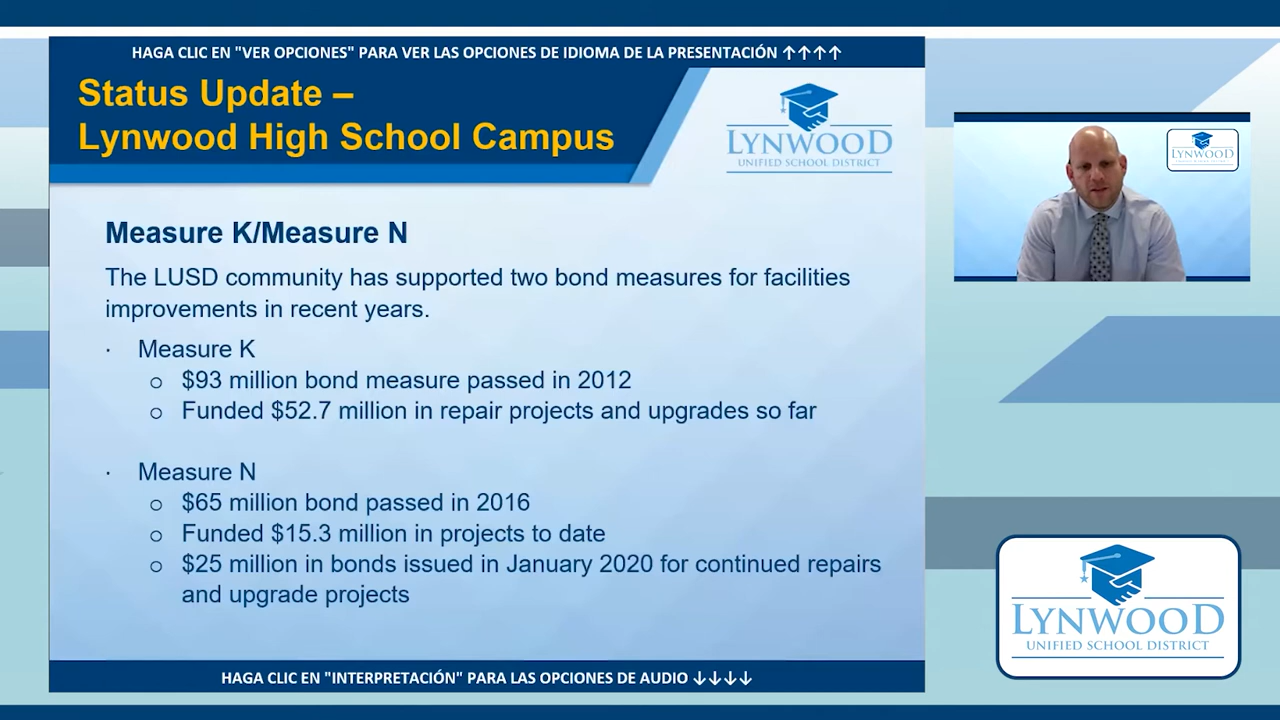 HAGA CLIC EN "VER OPCIONES" PARA VER LAS OPCIONES DE IDIOMA DE LA PRESENTACIÓN ↑↑↑↑
Status Update –
Lynwood High School Campus
LYNWOOD
UNIFIED SCHOOL DISTRICT
LYNWOOD
Measure K/Measure N
The LUSD community has supported two bond measures for facilities
improvements in recent years.
· Measure K
o $93 million bond measure passed in 2012
o Funded $52.7 million in repair projects and upgrades so far
· Measure N
o $65 million bond passed in 2016
o Funded $15.3 million in projects to date
o $25 million in bonds issued in January 2020 for continued repairs
and upgrade projects
LYNWOOD
UNIFIED SCHOOL DISTRICT
HAGA CLIC EN "INTERPRETACIÓN" PARA LAS OPCIONES DE AUDIO ↓↓↓↓